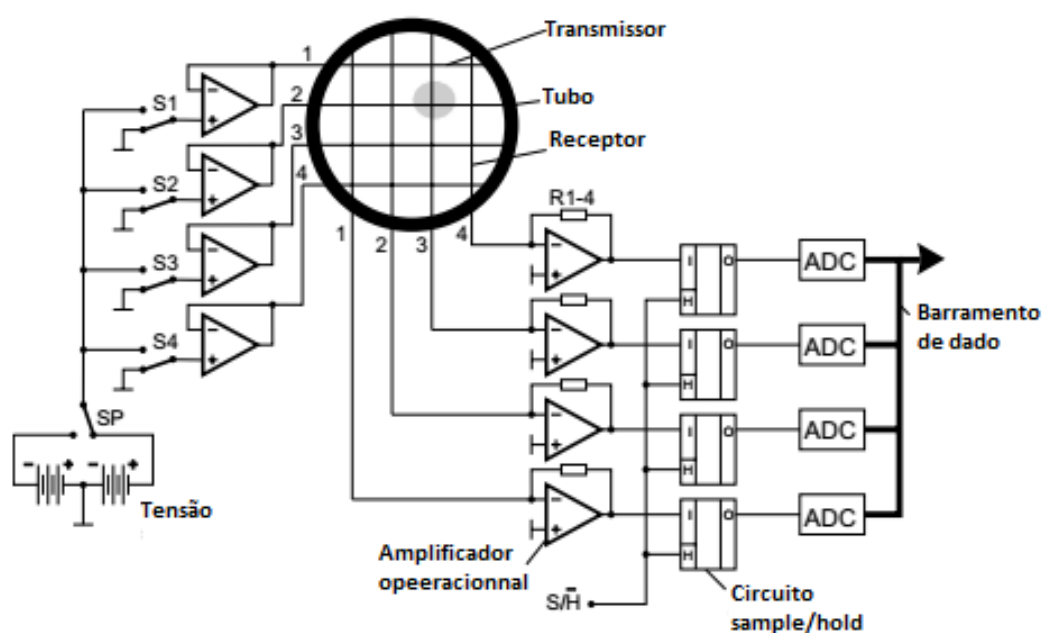 Transmissor
1
2
Tubo
S1
3
Receptor
4
S2
R1-4
1
2
3
4
ADC
S3
I
O
H
Barramento
de dado
S4
I
O
ADC
H
SP
I
O
ADC
H
Tensão
I
O
ADC
H
Amplificador
opeeracionnal
S/H̄
Circuito
sample/hold